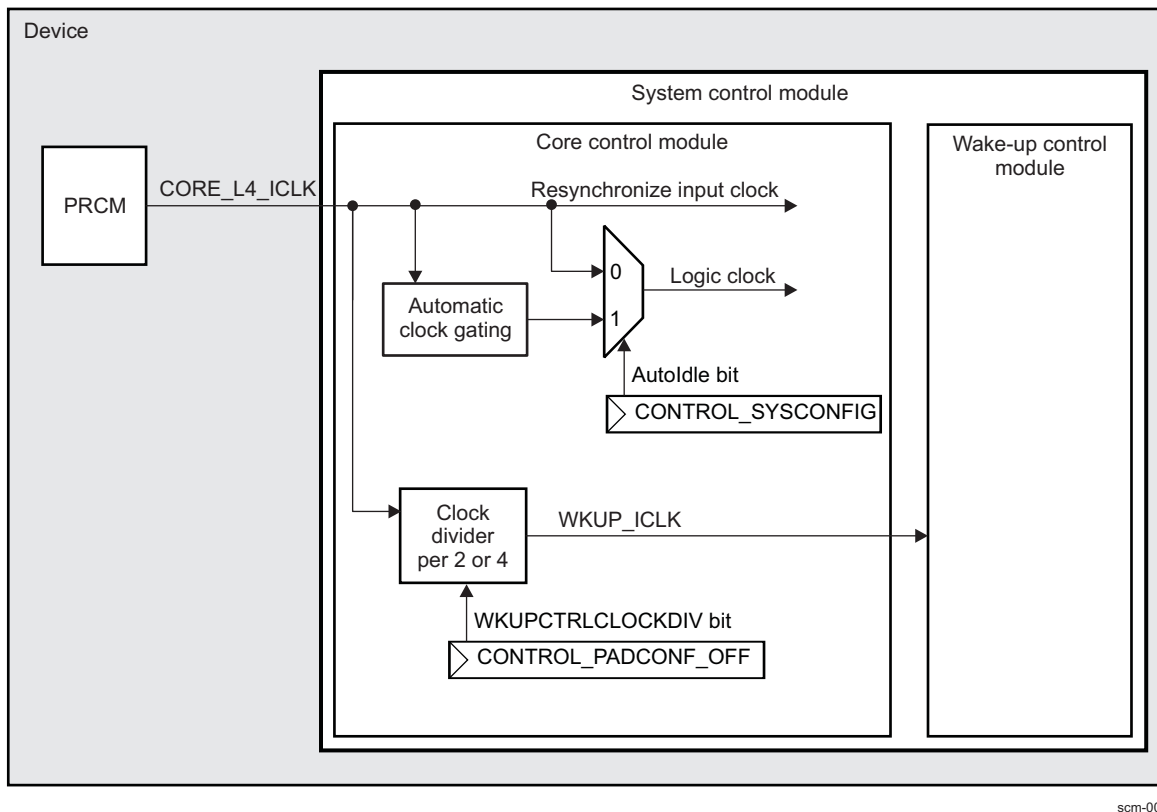 Device
System control module
Core control module
Wake-up control
module
PRCM
CORE_L4_ICLK
Resynchronize input clock
0
Logic clock
Automatic
clock gating
1
AutoIdle bit
CONTROL_SYSCONFIG
Clock
divider
per 2 or 4
WKUP_ICLK
WKUPCTRLCLOCKDIV bit
CONTROL_PADCONF_OFF